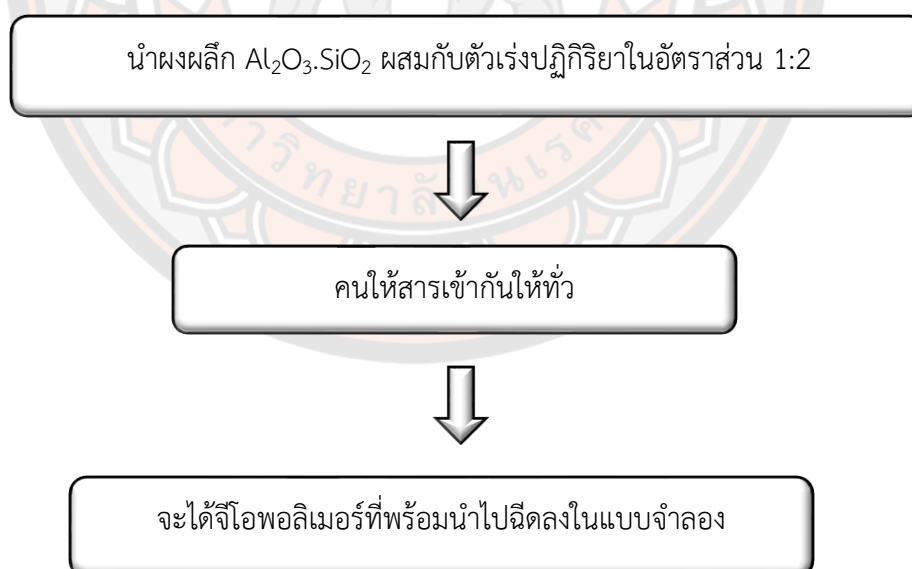 นำผงผลึก Al₂O₃.SiO₂ ผสมกับตัวเร่งปฏิกิริยาในอัตราส่วน 1:2
คนให้สารเข้ากันให้ทั่ว
จะได้จีโอพอลิเมอร์ที่พร้อมนำไปฉีดลงในแบบจำลอง